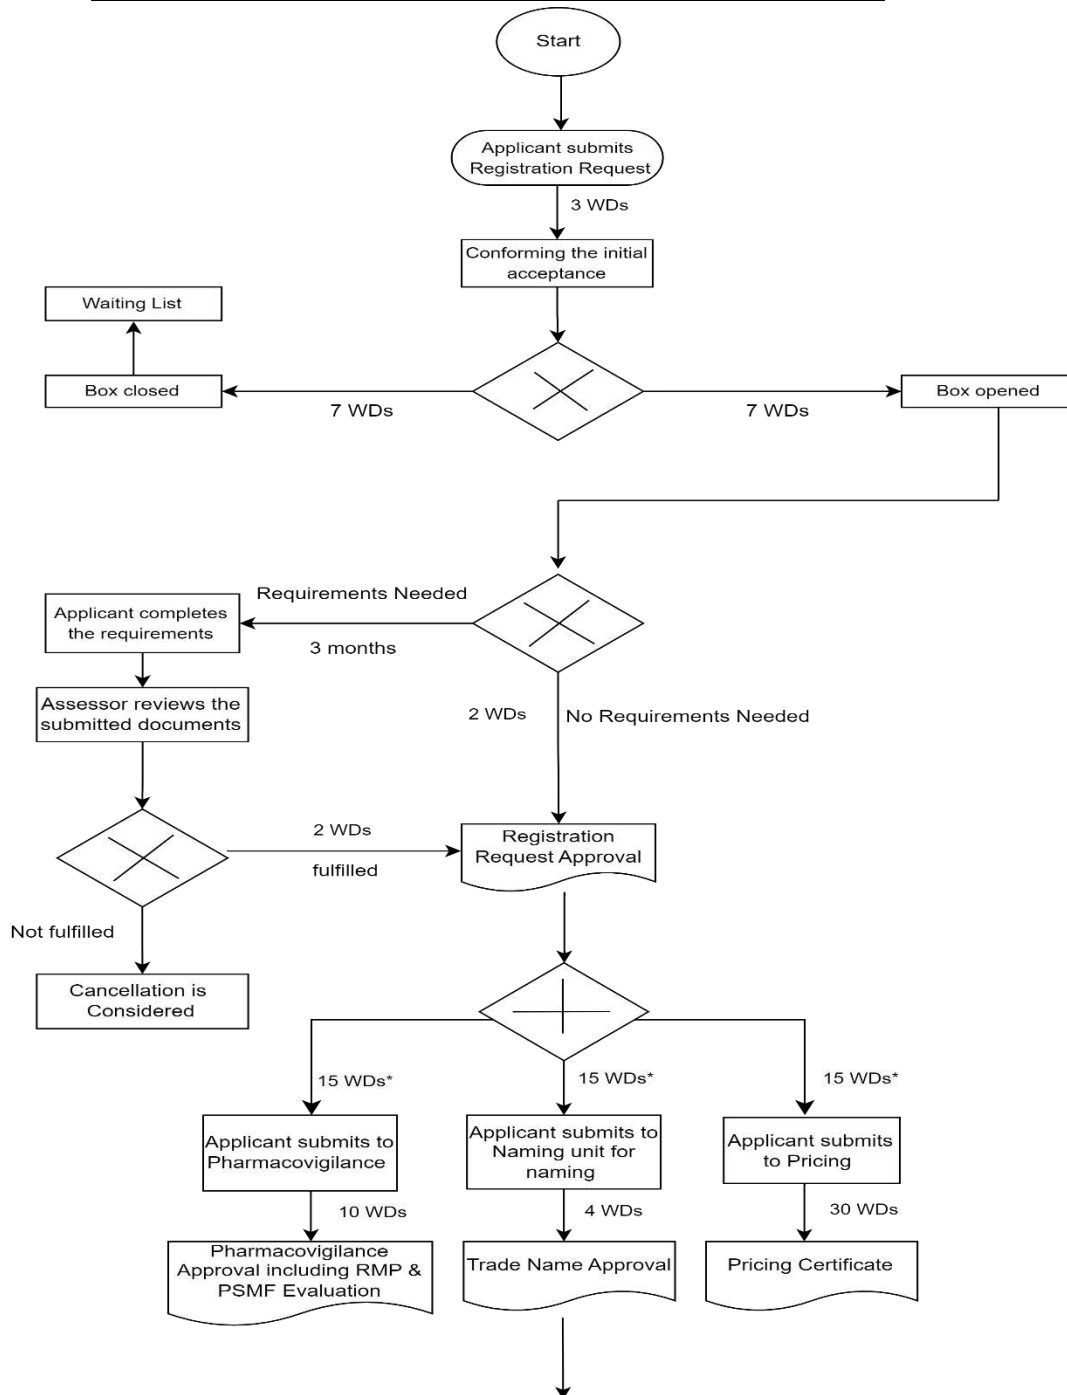 Start
Applicant submits
Registration Request
3 WDs
Conforming the initial
acceptance
Waiting List
Box closed
7 WDs
7 WDs
Box opened
Requirements Needed
Applicant completes
the requirements
3 months
Assessor reviews the
submitted documents
2 WDs
No Requirements Needed
2 WDs
fulfilled
Registration
Request Approval
Not fulfilled
Cancellation is
Considered
15 WDs*
15 WDs*
15 WDs*
Applicant submits to
Pharmacovigilance
Applicant submits to
Naming unit for
naming
Applicant submits
to Pricing
10 WDs
4 WDs
30 WDs
Pharmacovigilance
Approval including RMP &
PSMF Evaluation
Trade Name Approval
Pricing Certificate